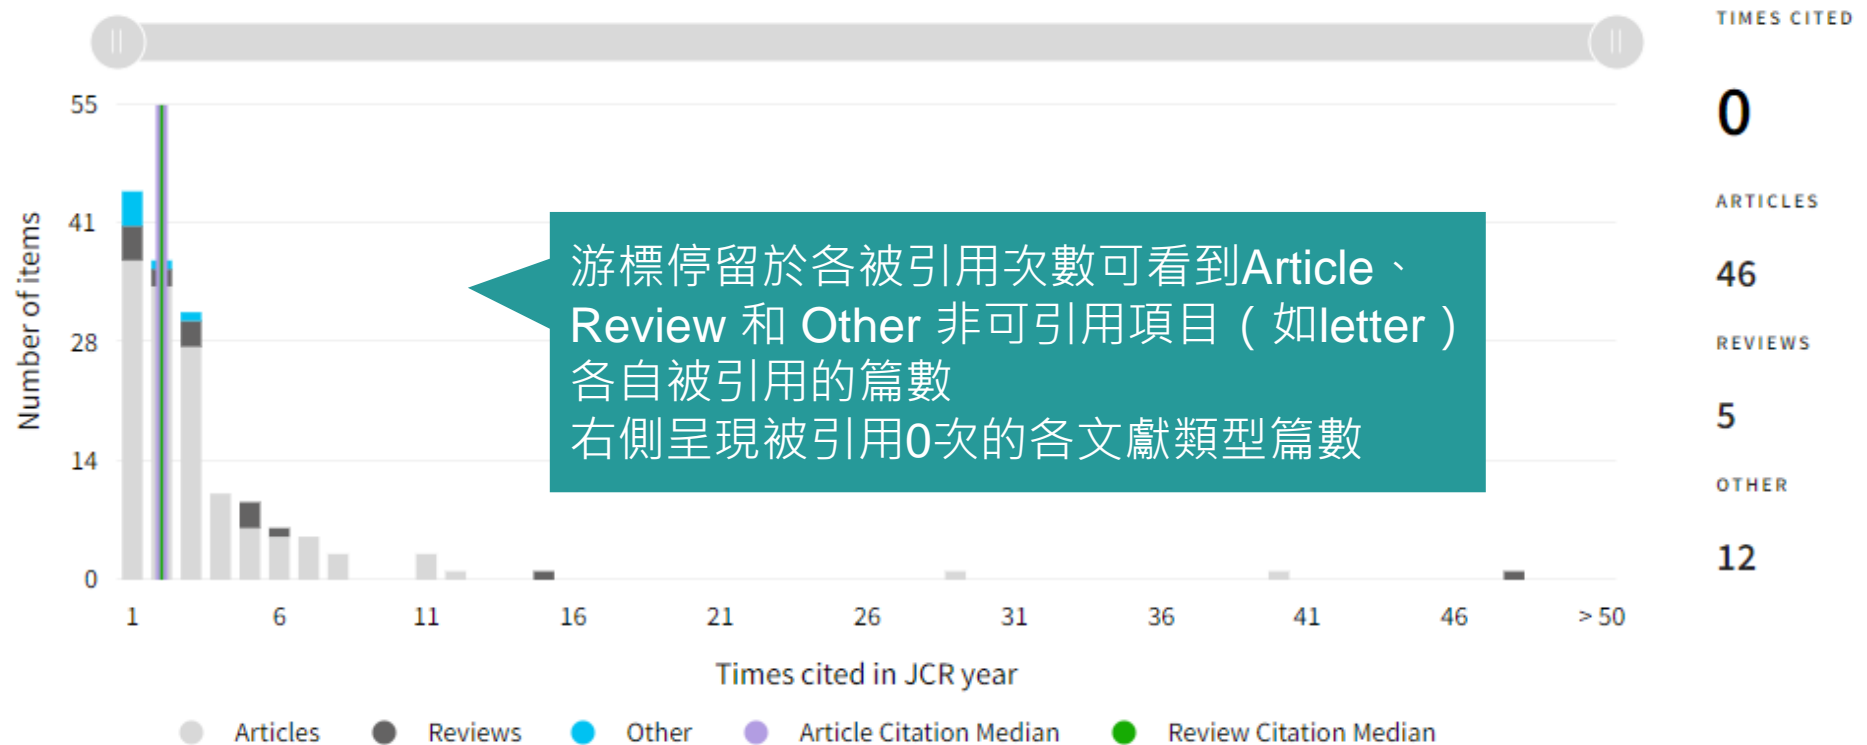 TIMES CITED
0
ARTICLES
46
REVIEWS
5
OTHER
12
Number of items
55
41
28
14
0
游標停留於各被引用次數可看到Article、
Review 和 Other 非可引用項目（如letter）
各自被引用的篇數
右側呈現被引用0次的各文獻類型篇數
1 6 11 16 21 26 31 36 41 46 > 50
Times cited in JCR year
Articles Reviews Other Article Citation Median Review Citation Median